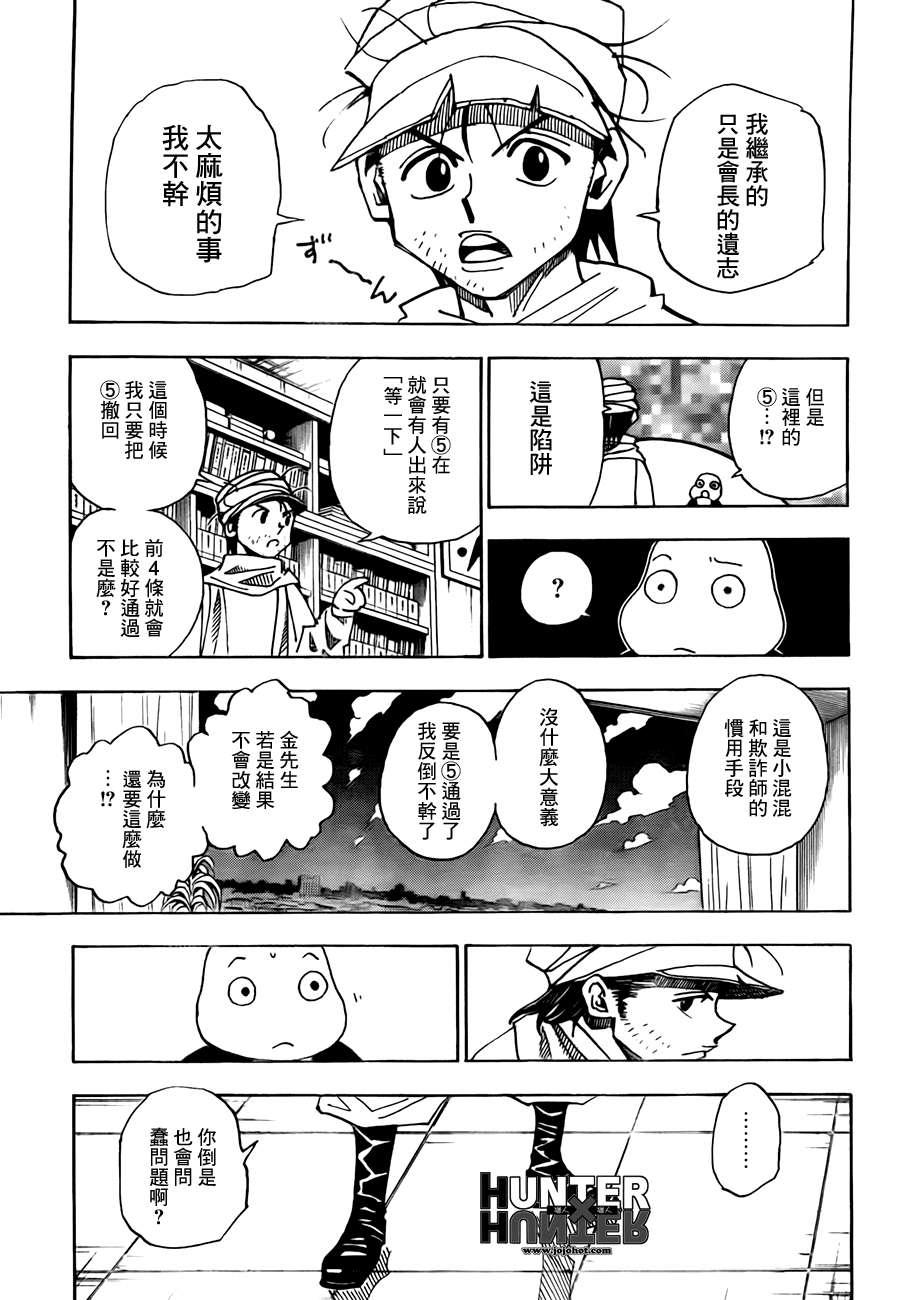 我繼承的
只是會長的遺志
太麻煩的事
我不幹
ず゛ーん
但是
這裡的
⑤…!?
這是陷阱
?
只要有⑤在
就會有人出來說
「等一下」
這個時候
我只要把
⑤撤回
前4條就會
比較好通過
不是麼?
這是小混混
和欺詐師的
慣用手段
沒什麼大意義
要是⑤通過了
我反倒不幹了
金先生
若是結果
不會改變
為什麼
還要這麼做
…!?
………
你倒是
也會問
蠢問題啊?
HUNTER
×
獵人 獵人
HUNTER
www.jojohot.com